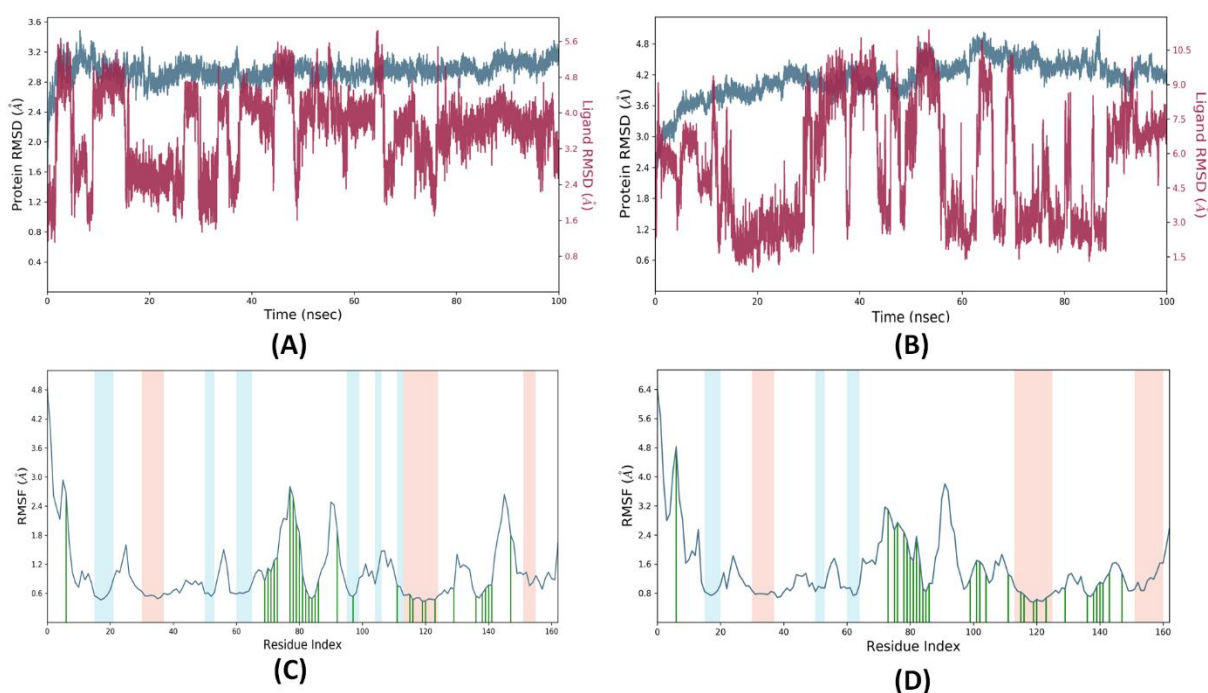 3.6
3.2
2.8
2.4
2.0
1.6
1.2
0.8
0.4
Protein RMSD (Å)
5.6
4.8
4.0
3.2
2.4
1.6
0.8
Ligand RMSD (Å)
0 20 40 60 80 100
Time (nsec)
(A)
4.8
4.2
3.6
3.0
2.4
1.8
1.2
0.6
Protein RMSD (Å)
10.5
9.0
7.5
6.0
4.5
3.0
1.5
Ligand RMSD (Å)
0 20 40 60 80 100
Time (nsec)
(B)
4.8
4.2
3.6
3.0
2.4
1.8
1.2
0.6
RMSF (Å)
0 20 40 60 80 100 120 140 160
Residue Index
(C)
6.4
5.6
4.8
4.0
3.2
2.4
1.6
0.8
RMSF (Å)
0 20 40 60 80 100 120 140 160
Residue Index
(D)